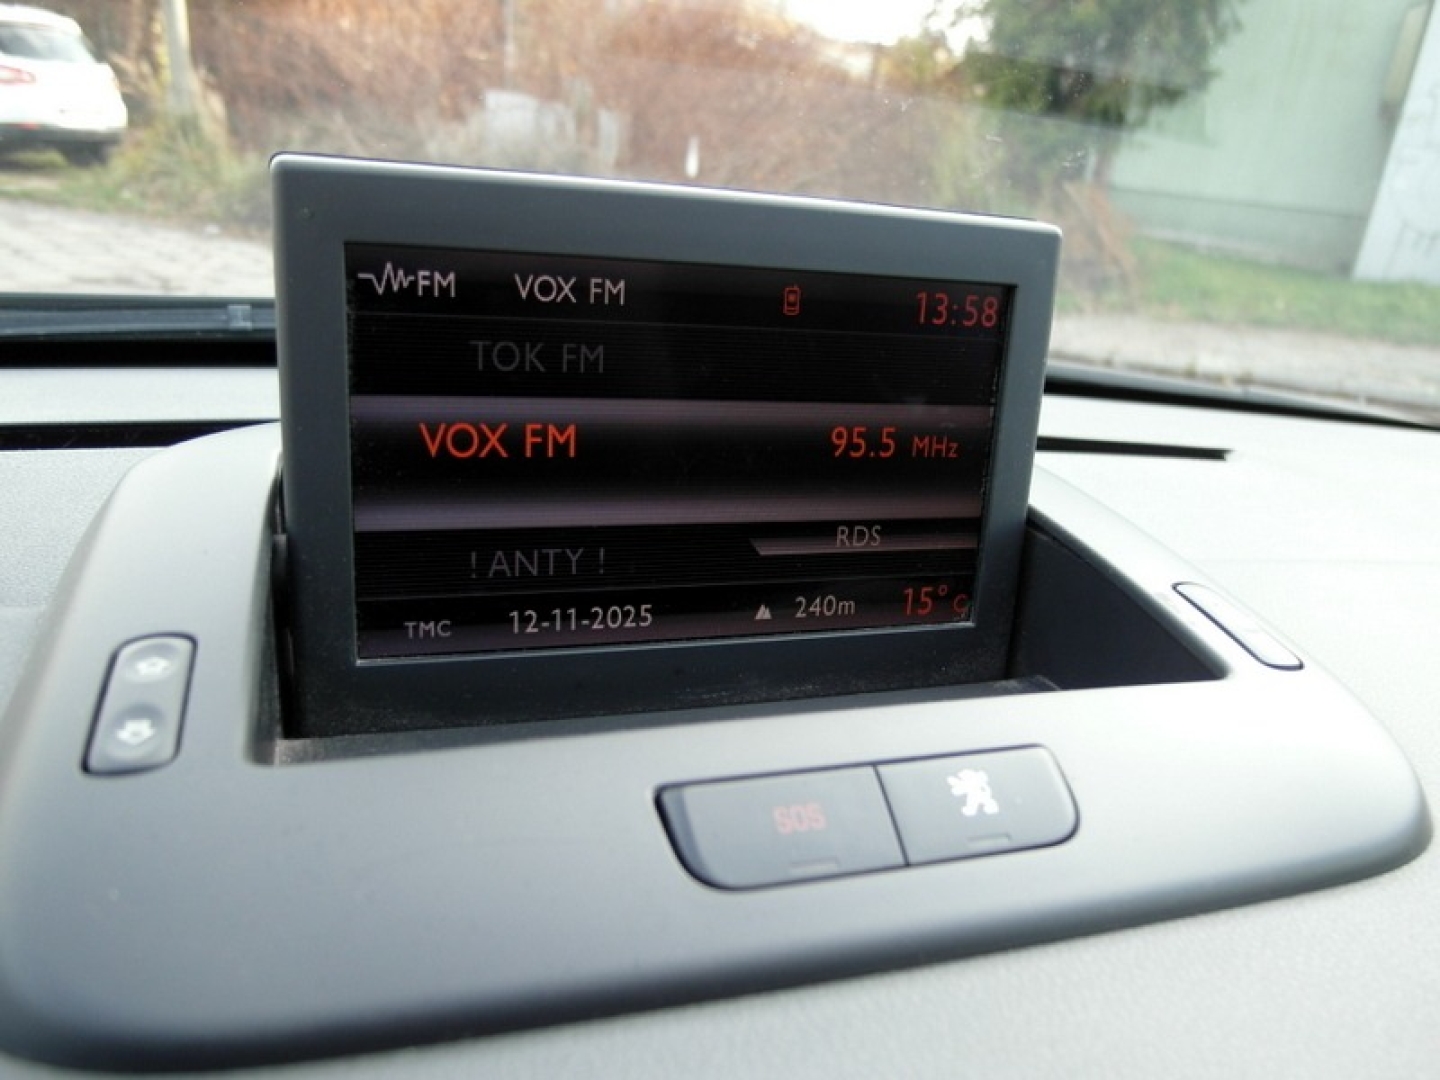 FM VOX FM 13:58
TOK FM
VOX FM 95.5 MHz
RDS
! ANTY !
TMC 12-11-2025 240m 15°C
SOS